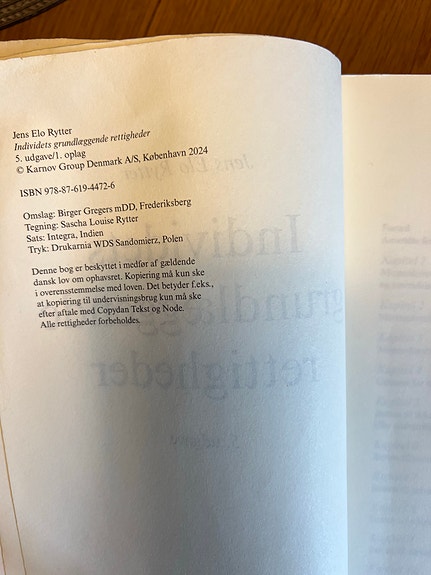 Jens Elo Rytter
Individets grundlæggende rettigheder
5. udgave/1. oplag
© Karnov Group Denmark A/S, København 2024
ISBN 978-87-619-4472-6
Omslag: Birger Gregers mDD, Frederiksberg
Tegning: Sascha Louise Rytter
Sats: Integra, Indien
Tryk: Drukarnia WDS Sandomierz, Polen
Denne bog er beskyttet i medfør af gældende
dansk lov om ophavsret. Kopiering må kun ske
i overensstemmelse med loven. Det betyder f.eks.,
at kopiering til undervisningsbrug kun må ske
efter aftale med Copydan Tekst og Node.
Alle rettigheder forbeholdes.